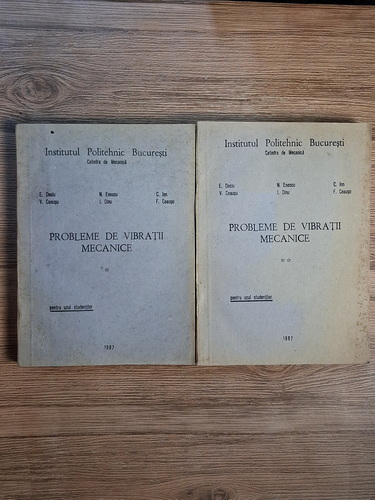 Institutul Politehnic București
Catedra de Mecanică
N. Enescu
C. Ion
V. Ceaușu
I. Dinu
F. Ceaușu
PROBLEME DE VIBRAȚII
MECANICE
*
pentru uzul studenților
1987
Institutul Politehnic București
Catedra de Mecanică
N. Enescu
C. Ion
V. Ceaușu
I. Dinu
F. Ceaușu
PROBLEME DE VIBRAȚII
MECANICE
* *
pentru uzul studenților
1987